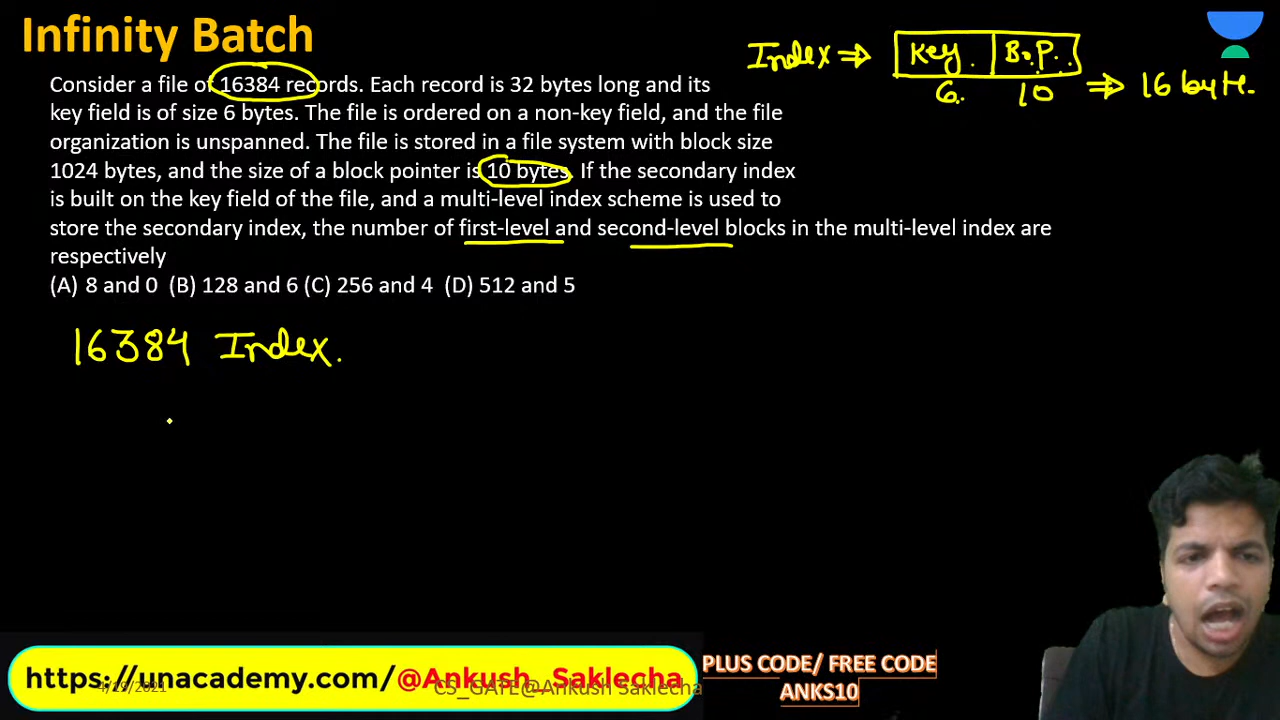 Infinity Batch
Index ⇒ Key B.P.
6 10 ⇒ 16 byte.
Consider a file of 16384 records. Each record is 32 bytes long and its
key field is of size 6 bytes. The file is ordered on a non-key field, and the file
organization is unspanned. The file is stored in a file system with block size
1024 bytes, and the size of a block pointer is 10 bytes. If the secondary index
is built on the key field of the file, and a multi-level index scheme is used to
store the secondary index, the number of first-level and second-level blocks in the multi-level index are
respectively
(A) 8 and 0 (B) 128 and 6 (C) 256 and 4 (D) 512 and 5
16384 Index.
https://unacademy.com/@Ankush_Saklecha
4/29/2021
CS_GATE@Ankush Saklecha
PLUS CODE/ FREE CODE
ANKS10